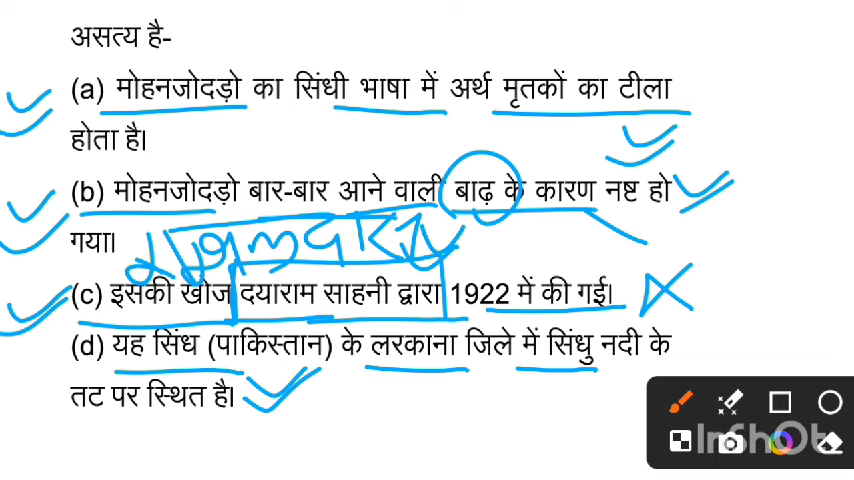 असत्य है-
(a) मोहनजोदड़ो का सिंधी भाषा में अर्थ मृतकों का टीला
होता है।
(b) मोहनजोदड़ो बार-बार आने वाली बाढ़ के कारण नष्ट हो
गया।
(c) इसकी खोज दयाराम साहनी द्वारा 1922 में की गई।
(d) यह सिंध (पाकिस्तान) के लरकाना जिले में सिंधु नदी के
तट पर स्थित है।
InShOt